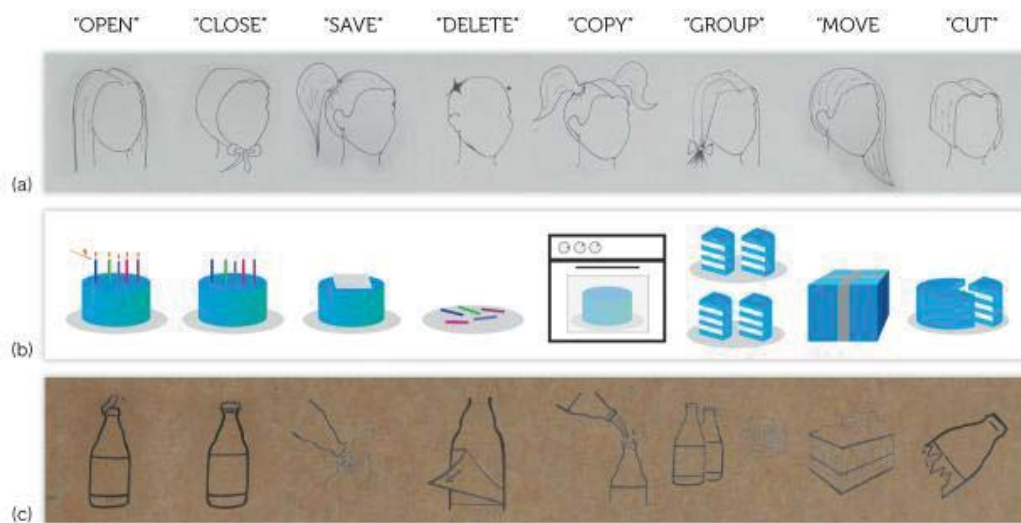 "OPEN" "CLOSE" "SAVE" "DELETE" "COPY" "GROUP" "MOVE "CUT"
(a)
(b)
(c)